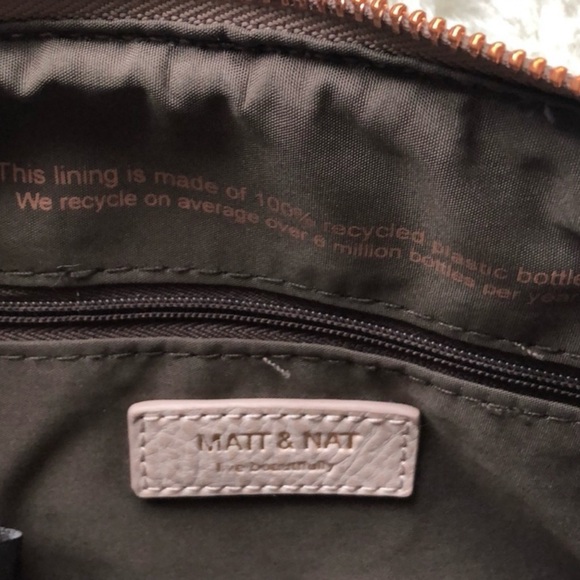 This lining is made of 100% recycled plastic bottle
We recycle on average over 6 million bottles per year
MATT & NAT
live beautifully